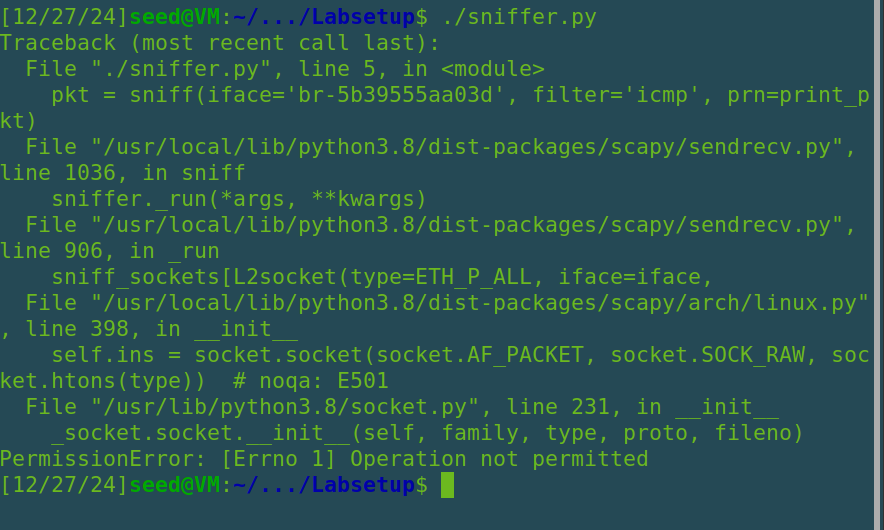 [12/27/24]seed@VM:~/.../Labsetup$ ./sniffer.py
Traceback (most recent call last):
  File "./sniffer.py", line 5, in <module>
    pkt = sniff(iface='br-5b39555aa03d', filter='icmp', prn=print_p
kt)
  File "/usr/local/lib/python3.8/dist-packages/scapy/sendrecv.py",
line 1036, in sniff
    sniffer._run(*args, **kwargs)
  File "/usr/local/lib/python3.8/dist-packages/scapy/sendrecv.py",
line 906, in _run
    sniff_sockets[L2socket(type=ETH_P_ALL, iface=iface,
  File "/usr/local/lib/python3.8/dist-packages/scapy/arch/linux.py"
, line 398, in __init__
    self.ins = socket.socket(socket.AF_PACKET, socket.SOCK_RAW, soc
ket.htons(type))  # noqa: E501
  File "/usr/lib/python3.8/socket.py", line 231, in __init__
    _socket.socket.__init__(self, family, type, proto, fileno)
PermissionError: [Errno 1] Operation not permitted
[12/27/24]seed@VM:~/.../Labsetup$